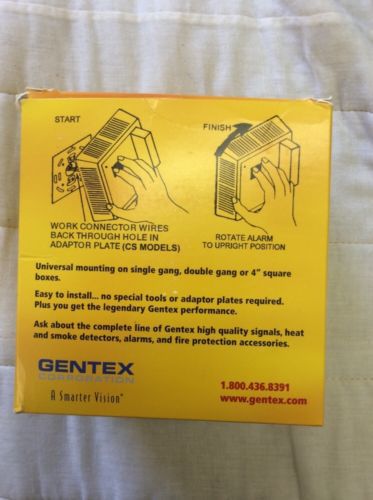 START
FINISH
WORK CONNECTOR WIRES
BACK THROUGH HOLE IN
ADAPTOR PLATE (CS MODELS)
ROTATE ALARM
TO UPRIGHT POSITION
Universal mounting on single gang, double gang or 4" square
boxes.
Easy to install... no special tools or adaptor plates required.
Plus you get the legendary Gentex performance.
Ask about the complete line of Gentex high quality signals, heat
and smoke detectors, alarms, and fire protection accessories.
GENTEX
CORPORATION
A Smarter Vision®
1.800.436.8391
www.gentex.com